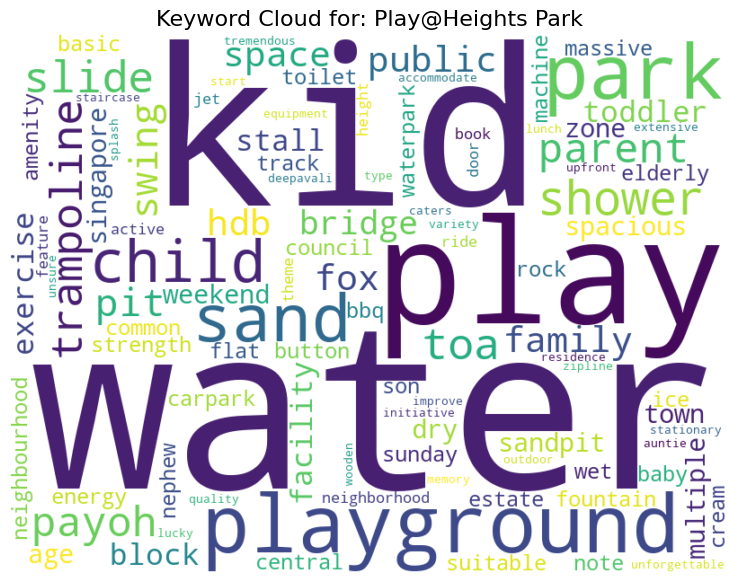 Keyword Cloud for: Play@Heights Park
basic
tremendous
space
public
massive
slide
start
toilet
accommodate
machine
park
staircase
jet
kid
equipment
height
toddler
amenity
trampoline
splash
swing
singapore
stall
track
book
door
lunch
zone
extensive
waterpark
parent
deepavali
type
upfront
elderly
hdb
bridge
caters
variety
shower
exercise
feature
unsure
active
child
council
ride
spacious
theme
fox
rock
play
pit
weekend
sand
bbq
common
strength
flat
button
toa
family
residence
zipline
water
neighbourhood
carpark
facility
son
improve
initiative
ice
town
stationary
dry
sandpit
auntie
nephew
wooden
sunday
outdoor
wet
baby
multiple
cream
energy
quality
memory
neighborhood
estate
fountain
payoh
lucky
playground
age
block
central
suitable
note
unforgettable